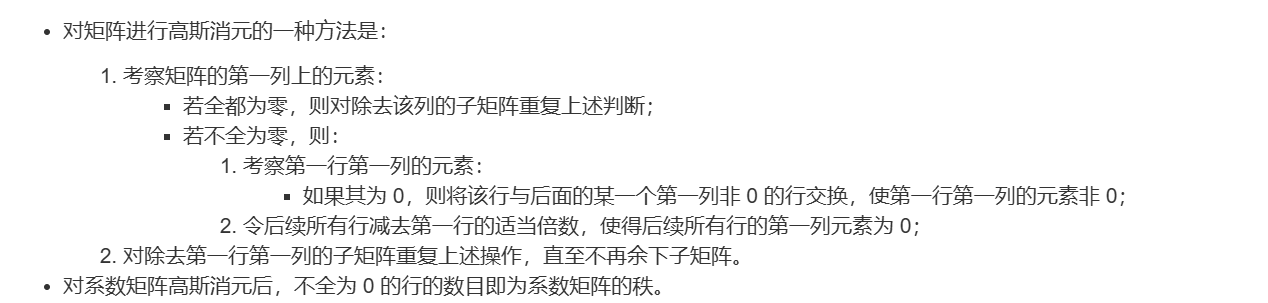 • 对矩阵进行高斯消元的一种方法是：
1. 考察矩阵的第一列上的元素：
▪ 若全都为零，则对除去该列的子矩阵重复上述判断；
▪ 若不全为零，则：
1. 考察第一行第一列的元素：
▪ 如果其为 0，则将该行与后面的某一个第一列非 0 的行交换，使第一行第一列的元素非 0；
2. 令后续所有行减去第一行的适当倍数，使得后续所有行的第一列元素为 0；
2. 对除去第一行第一列的子矩阵重复上述操作，直至不再余下子矩阵。
• 对系数矩阵高斯消元后，不全为 0 的行的数目即为系数矩阵的秩。